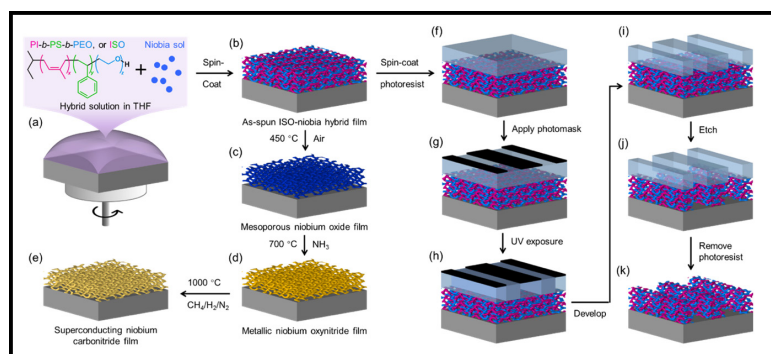 PI-b-PS-b-PEO, or ISO
Niobia sol
H
Hybrid solution in THF
(a)
Spin-
Coat
(b)
As-spun ISO-niobia hybrid film
450 °C Air
(c)
Mesoporous niobium oxide film
700 °C NH3
(d)
Metallic niobium oxynitride film
1000 °C
CH4/H2/N2
(e)
Superconducting niobium
carbonitride film
Spin-coat
photoresist
(f)
Apply photomask
(g)
UV exposure
(h)
Develop
(i)
Etch
(j)
Remove
photoresist
(k)